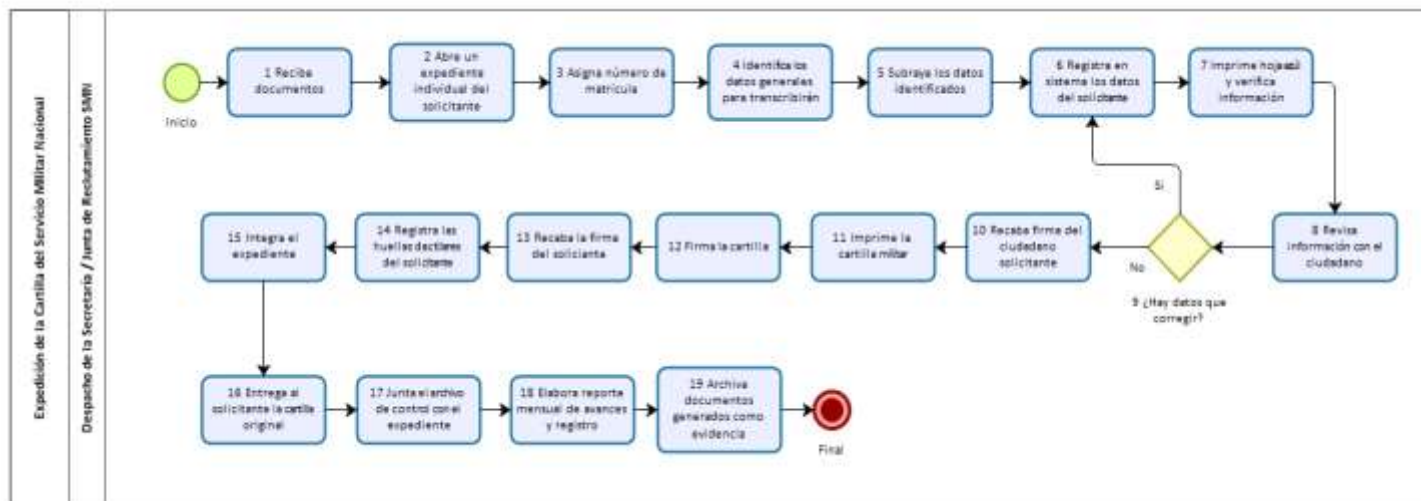 Expedición de la Cartilla del Servicio Militar Nacional
Despacho de la Secretaría / Junta de Reclutamiento SMN
Inicio
1 Recibe
documentos
2 Abre un
expediente
individual del
solicitante
3 Asigna número de
matrícula
4 Identifica los
datos generales
para transcribirán
5 Subraya los datos
identificados
6 Registra en
sistema los datos
del solicitante
7 Imprime hoja
y verifica
información
8 Revisa
información con el
ciudadano
9 ¿Hay datos que
corregir?
Si
No
10 Recaba firma del
ciudadano
solicitante
11 Imprime la
cartilla militar
12 Firma la cartilla
13 Recaba la firma
del soliciante
14 Registra las
huellas dactilares
del solicitante
15 Integra el
expediente
16 Entrega al
solicitante la cartilla
original
17 Junta el archivo
de control con el
expediente
18 Elabora reporte
mensual de avances
y registro
19 Archiva
documentos
generados como
evidencia
Final